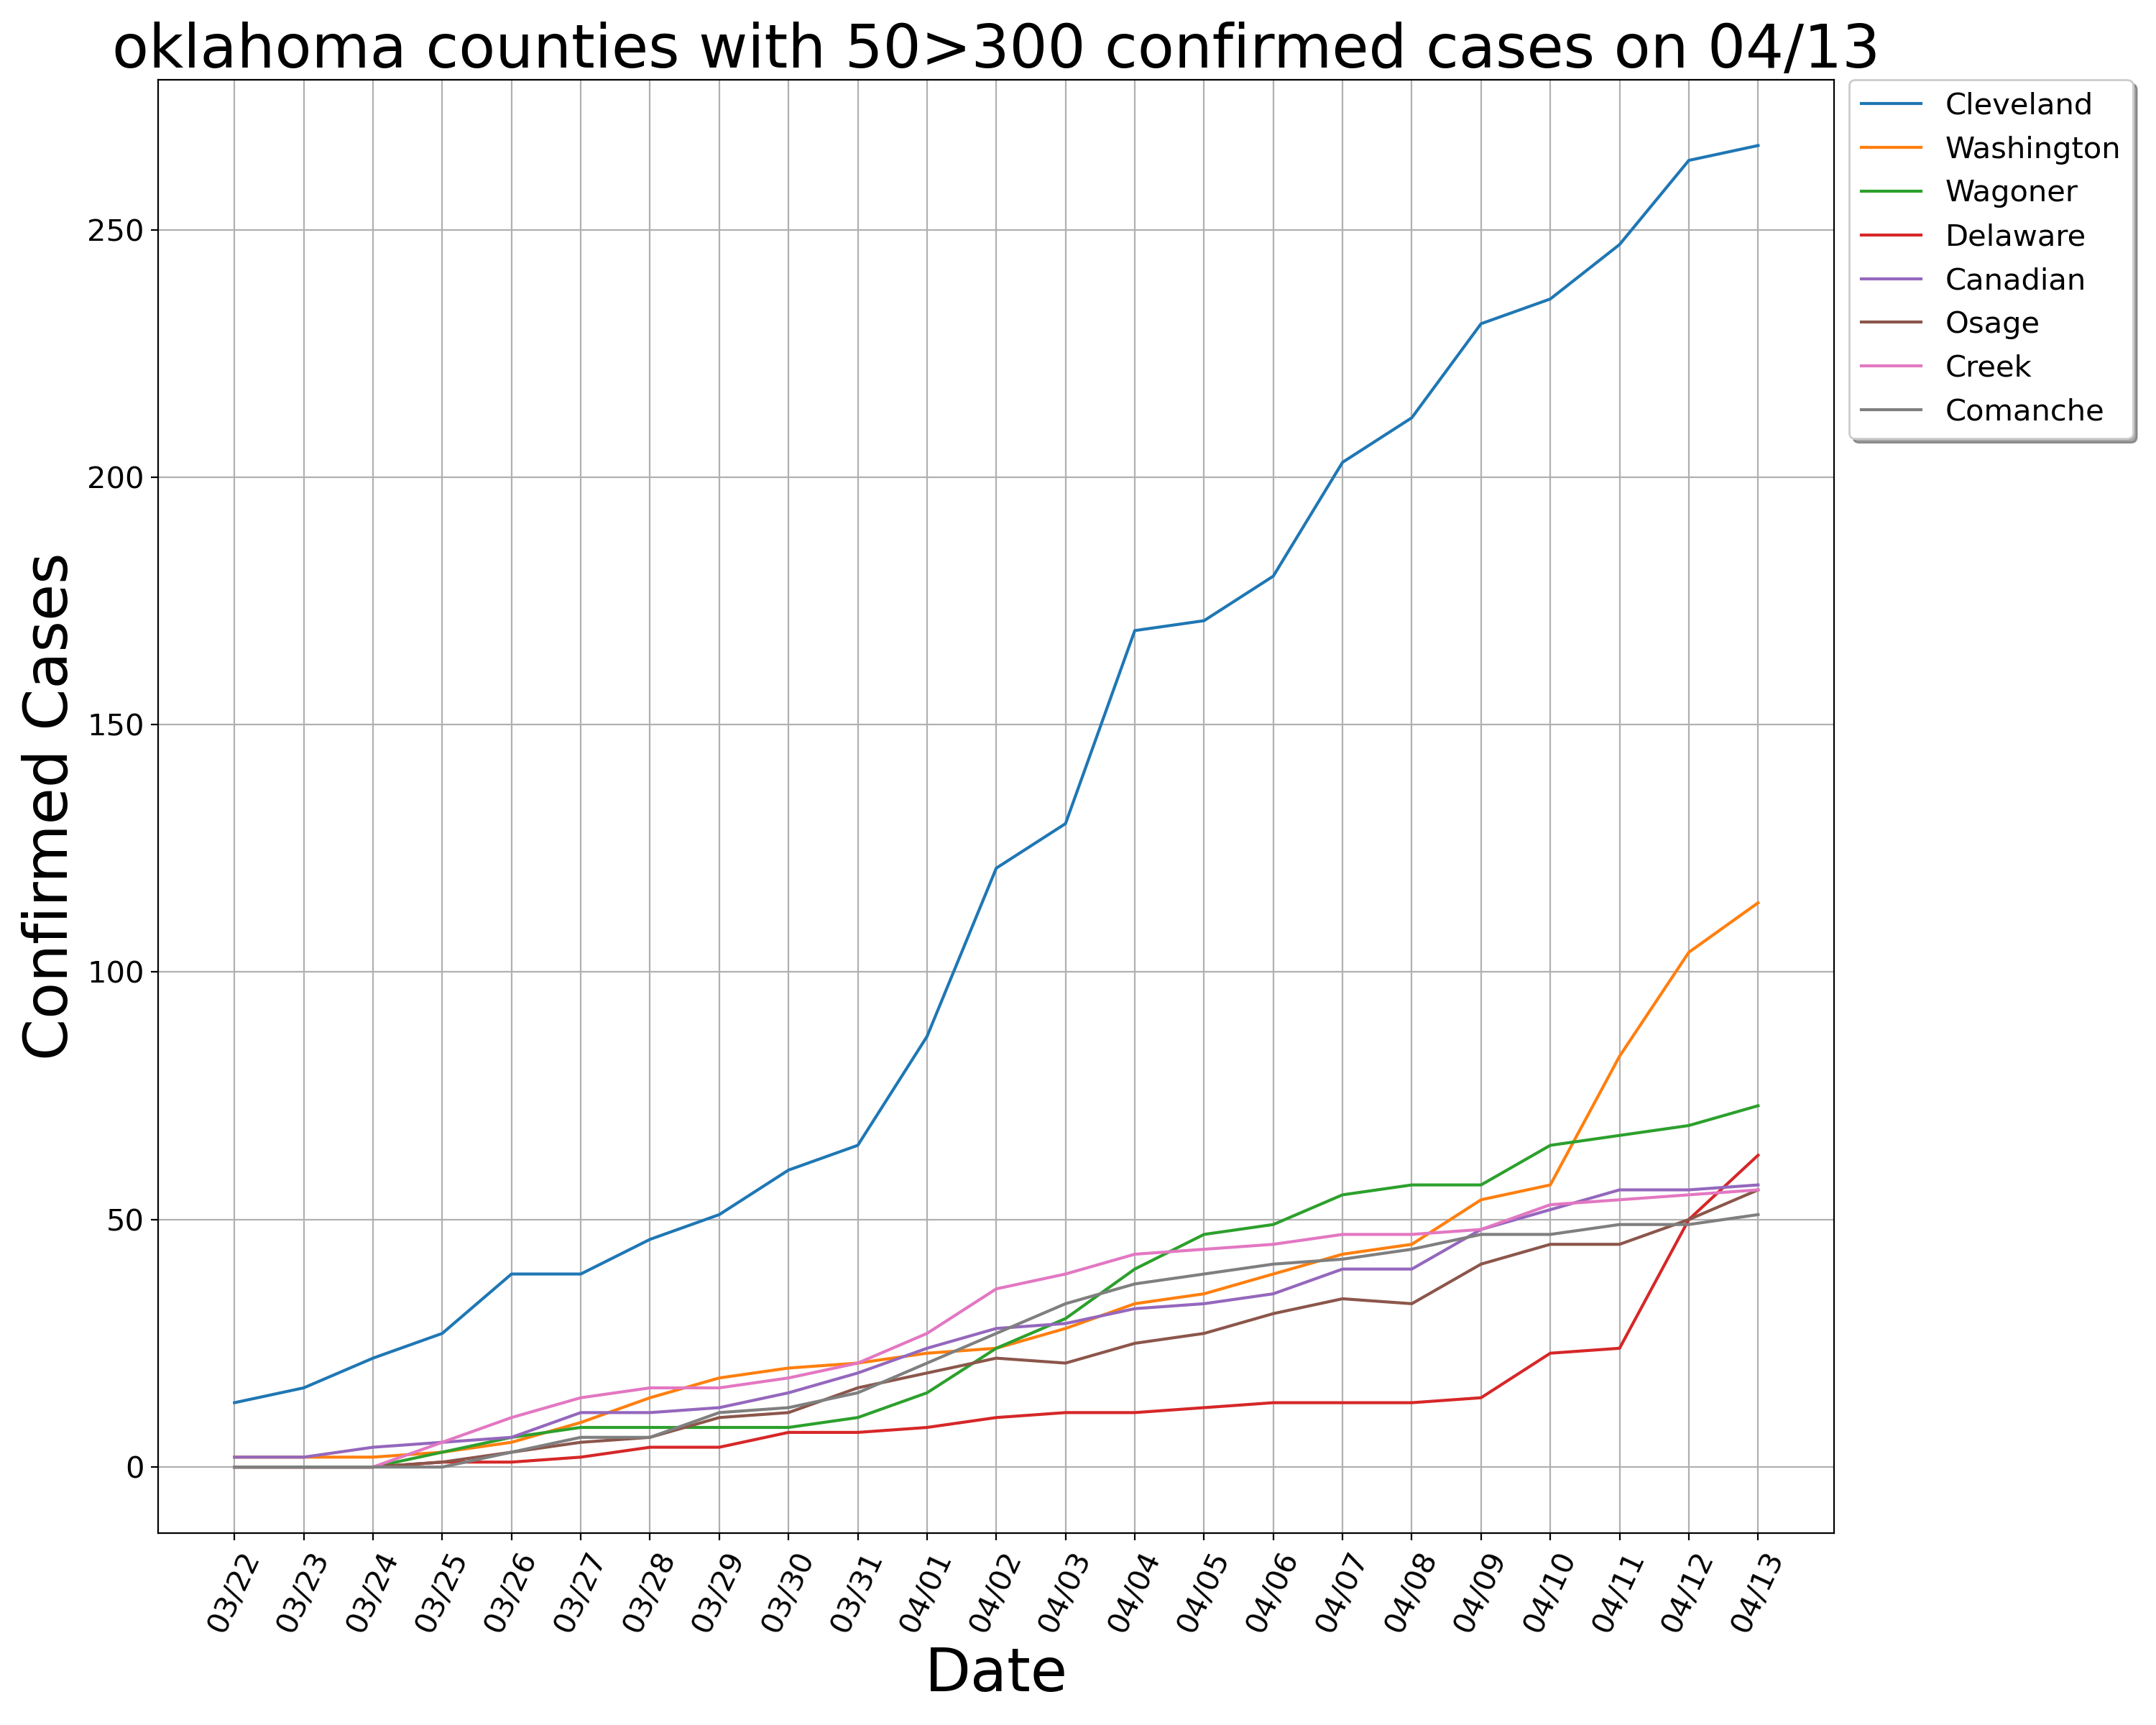 oklahoma counties with 50>300 confirmed cases on 04/13
Cleveland
Washington
Wagoner
Delaware
Canadian
Osage
Creek
Comanche
Confirmed Cases
250
200
150
100
50
0
03/22
03/23
03/24
03/25
03/26
03/27
03/28
03/29
03/30
03/31
04/01
04/02
04/03
04/04
04/05
04/06
04/07
04/08
04/09
04/10
04/11
04/12
04/13
Date